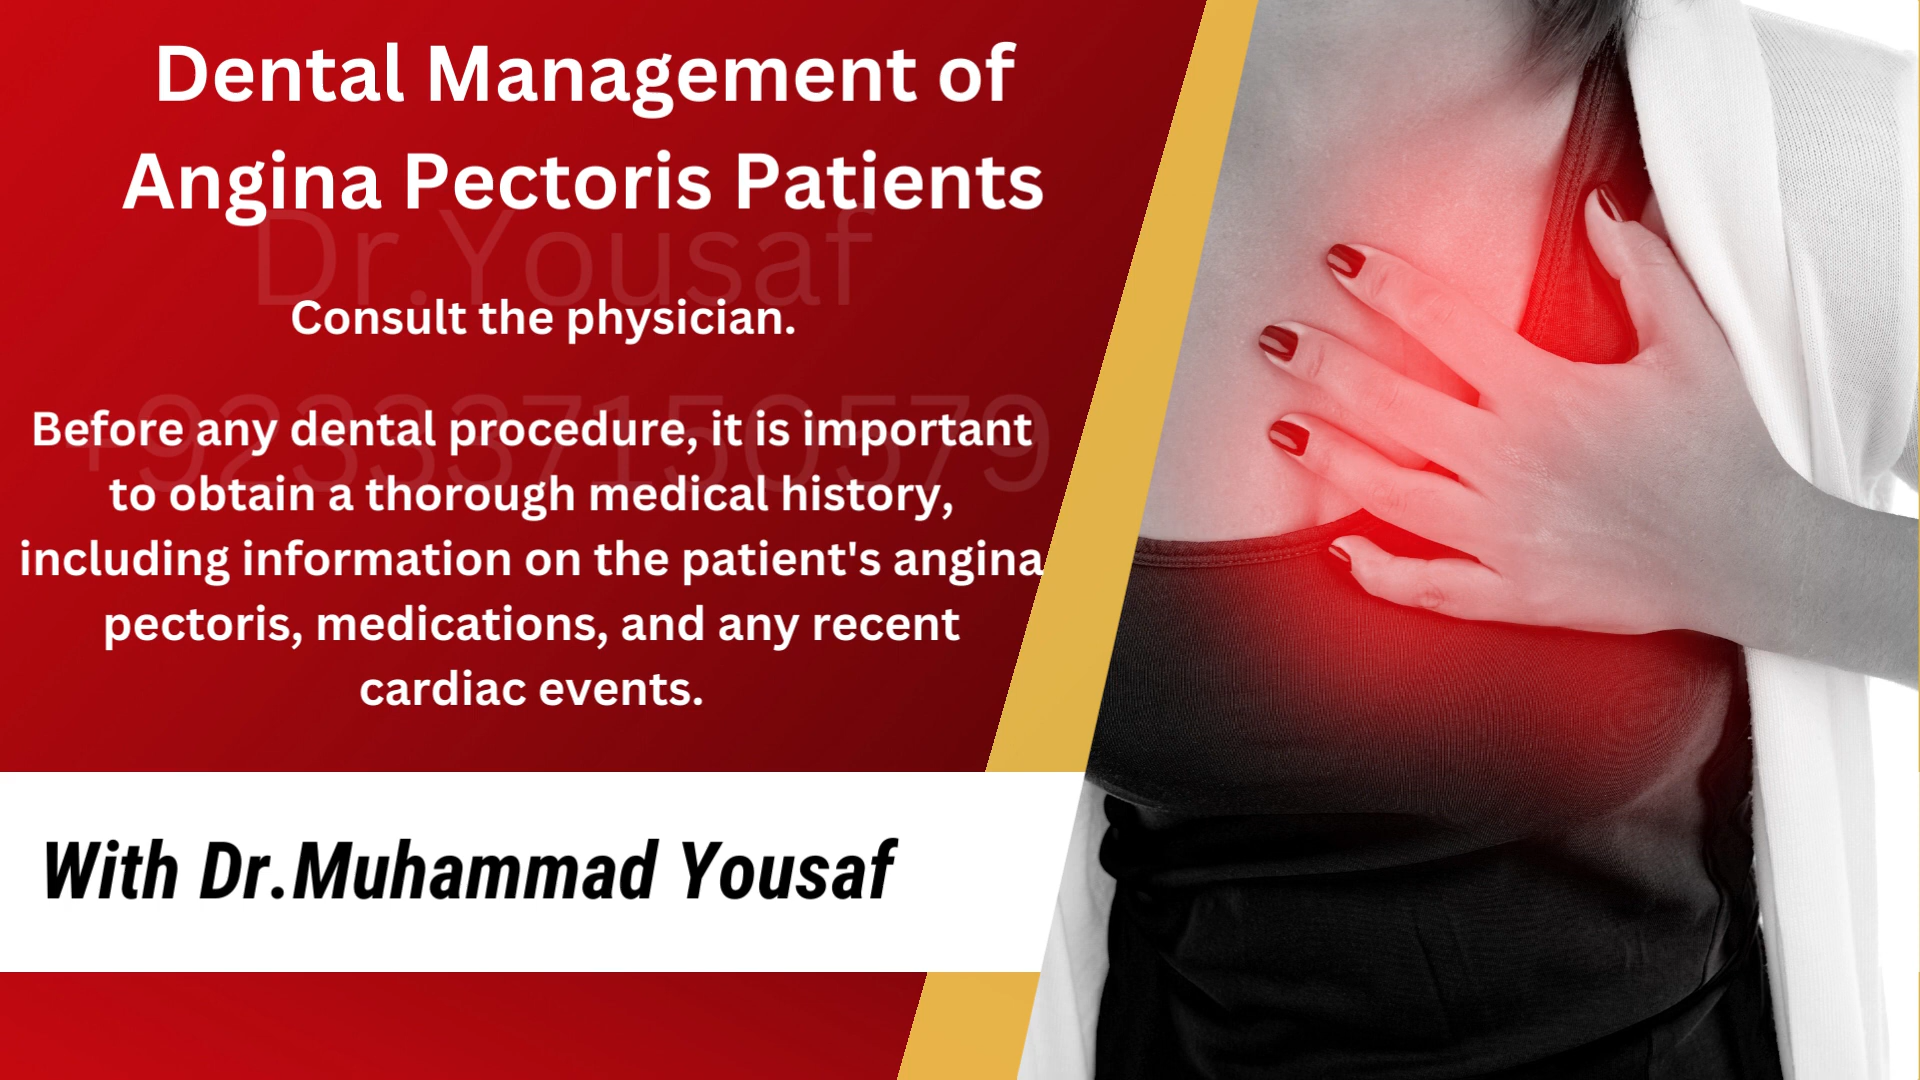 Dental Management of
Angina Pectoris Patients
Dr.Yousaf
Consult the physician.
+923337150579
Before any dental procedure, it is important
to obtain a thorough medical history,
including information on the patient's angina
pectoris, medications, and any recent
cardiac events.
With Dr.Muhammad Yousaf